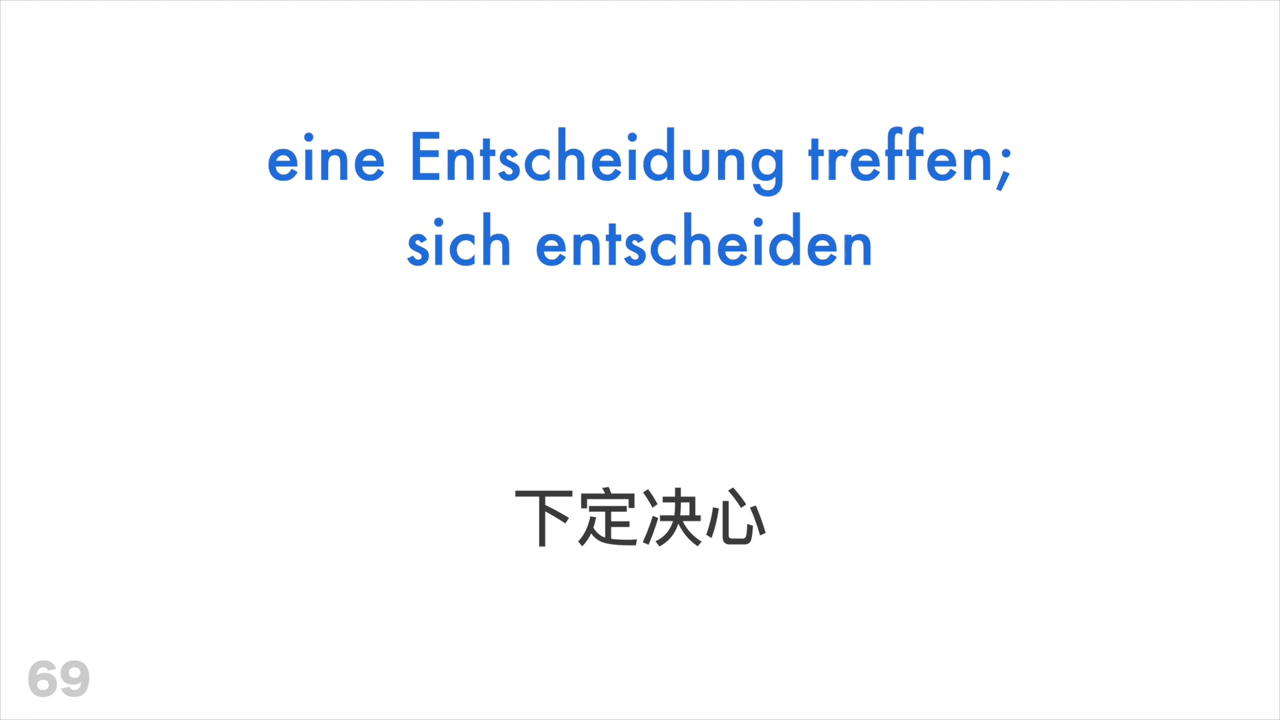 eine Entscheidung treffen;
sich entscheiden
下定决心
69